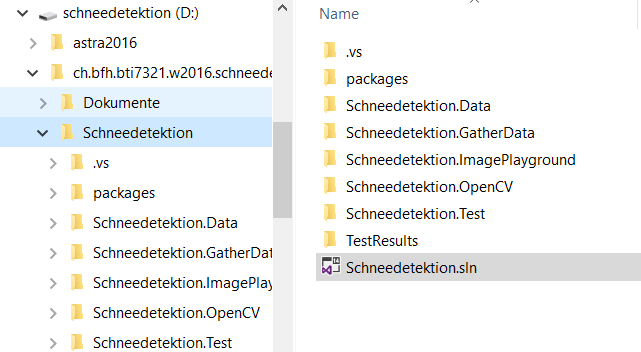 schneedetektion (D:)
astra2016
ch.bfh.bti7321.w2016.schneede
Dokumente
Schneedetektion
.vs
packages
Schneedetektion.Data
Schneedetektion.GatherDat
Schneedetektion.ImagePlaygr
Schneedetektion.OpenCV
Schneedetektion.Test
Name
.vs
packages
Schneedetektion.Data
Schneedetektion.GatherData
Schneedetektion.ImagePlayground
Schneedetektion.OpenCV
Schneedetektion.Test
TestResults
Schneedetektion.sln